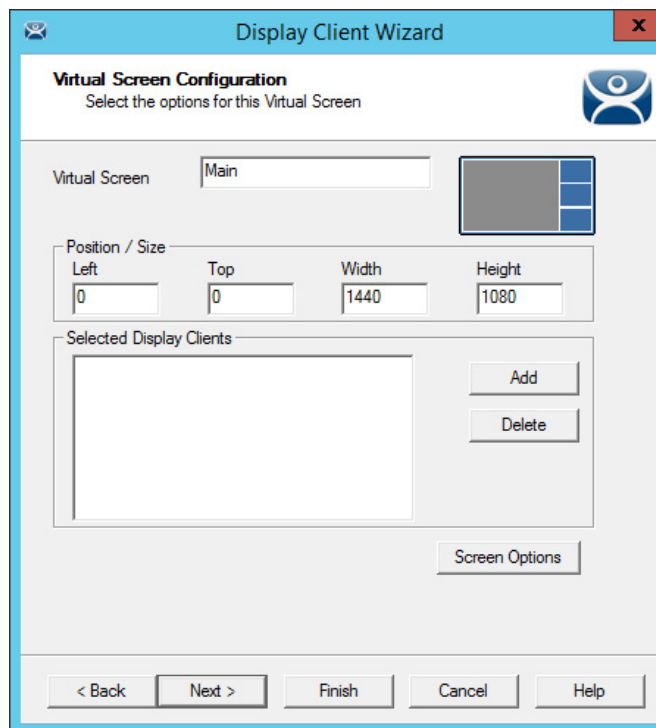 Display Client Wizard
x
Virtual Screen Configuration
Select the options for this Virtual Screen
Virtual Screen
Main
Position / Size
Left Top Width Height
0 0 1440 1080
Selected Display Clients
Add
Delete
Screen Options
< Back Next > Finish Cancel Help